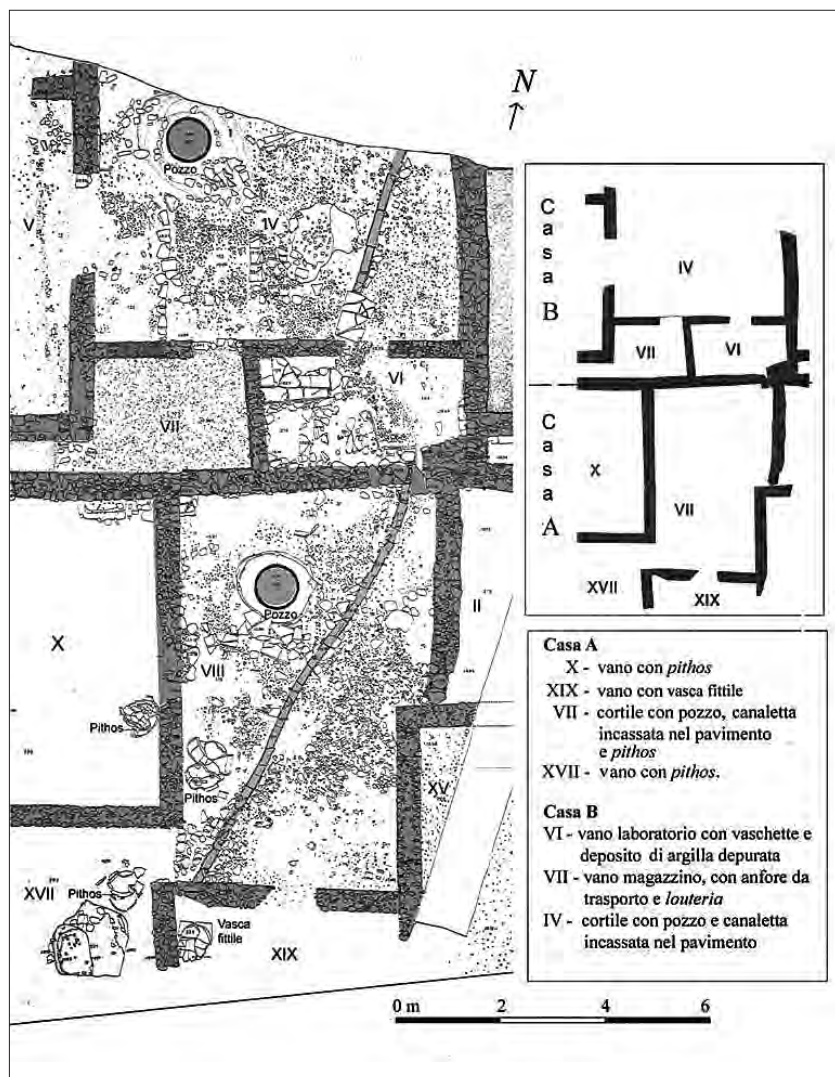 N
Pozzo
V
IV
VI
VII
Pozzo
VIII
X
II
Pithos
Pithos
XV
XVII
Pithos
Vasca
fittile
XIX
0 m 2 4 6
Casa
B
IV
VII
VI
Casa
A
X
VII
XVII
XIX
Casa A
X - vano con pithos
XIX - vano con vasca fittile
VII - cortile con pozzo, canaletta
incassata nel pavimento
e pithos
XVII - vano con pithos.
Casa B
VI - vano laboratorio con vaschette e
deposito di argilla depurata
VII - vano magazzino, con anfore da
trasporto e louteria
IV - cortile con pozzo e canaletta
incassata nel pavimento